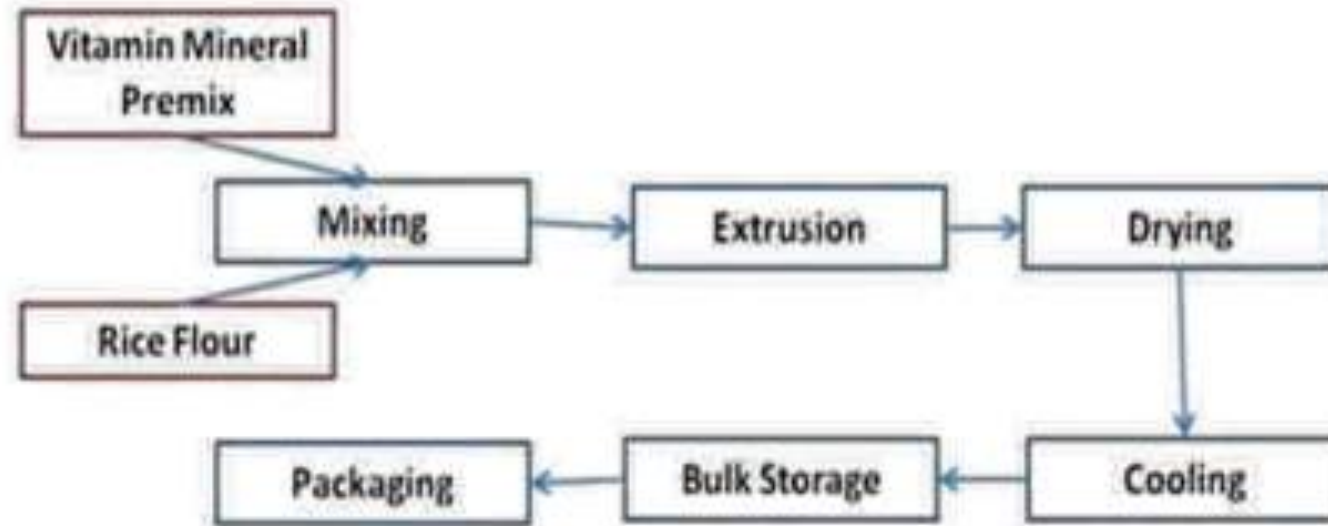 Vitamin Mineral
Premix
Mixing
Extrusion
Drying
Rice Flour
Packaging
Bulk Storage
Cooling